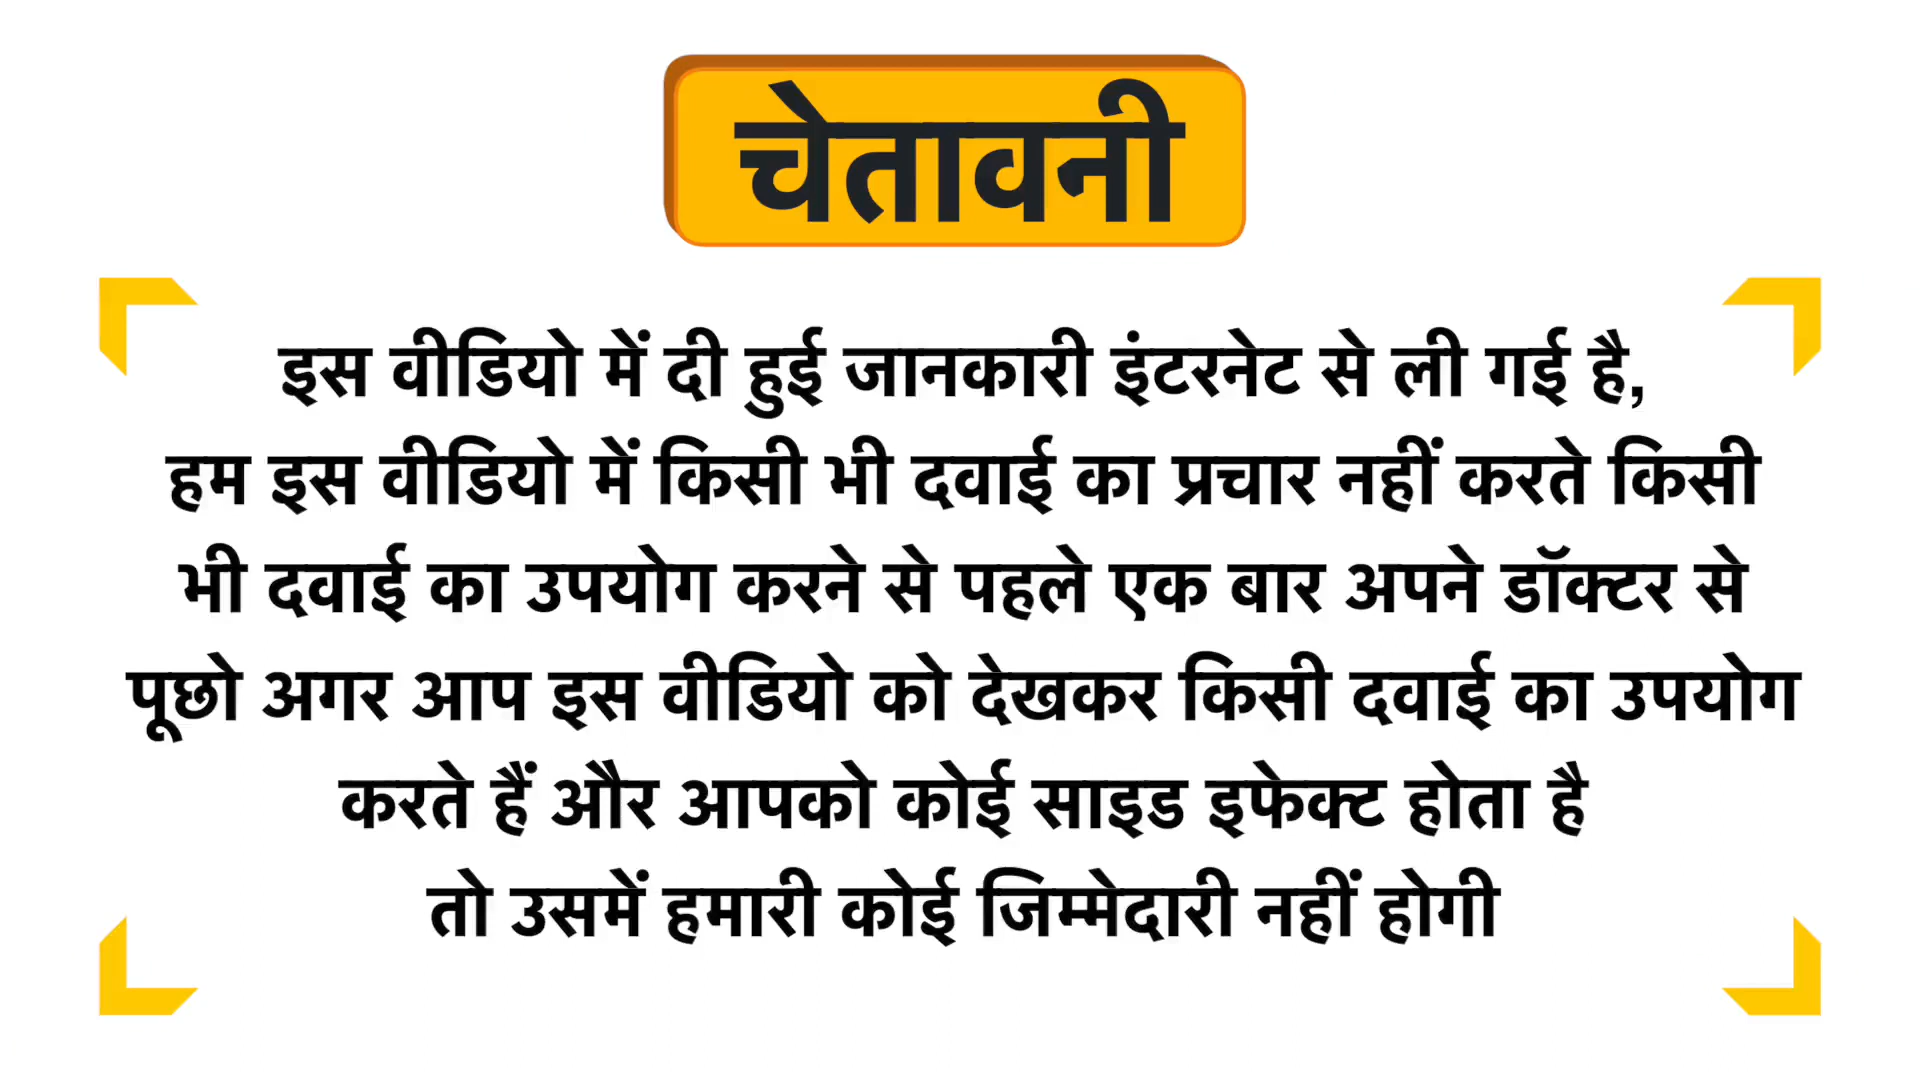 चेतावनी
इस वीडियो में दी हुई जानकारी इंटरनेट से ली गई है,
हम इस वीडियो में किसी भी दवाई का प्रचार नहीं करते किसी
भी दवाई का उपयोग करने से पहले एक बार अपने डॉक्टर से
पूछो अगर आप इस वीडियो को देखकर किसी दवाई का उपयोग
करते हैं और आपको कोई साइड इफेक्ट होता है
तो उसमें हमारी कोई जिम्मेदारी नहीं होगी